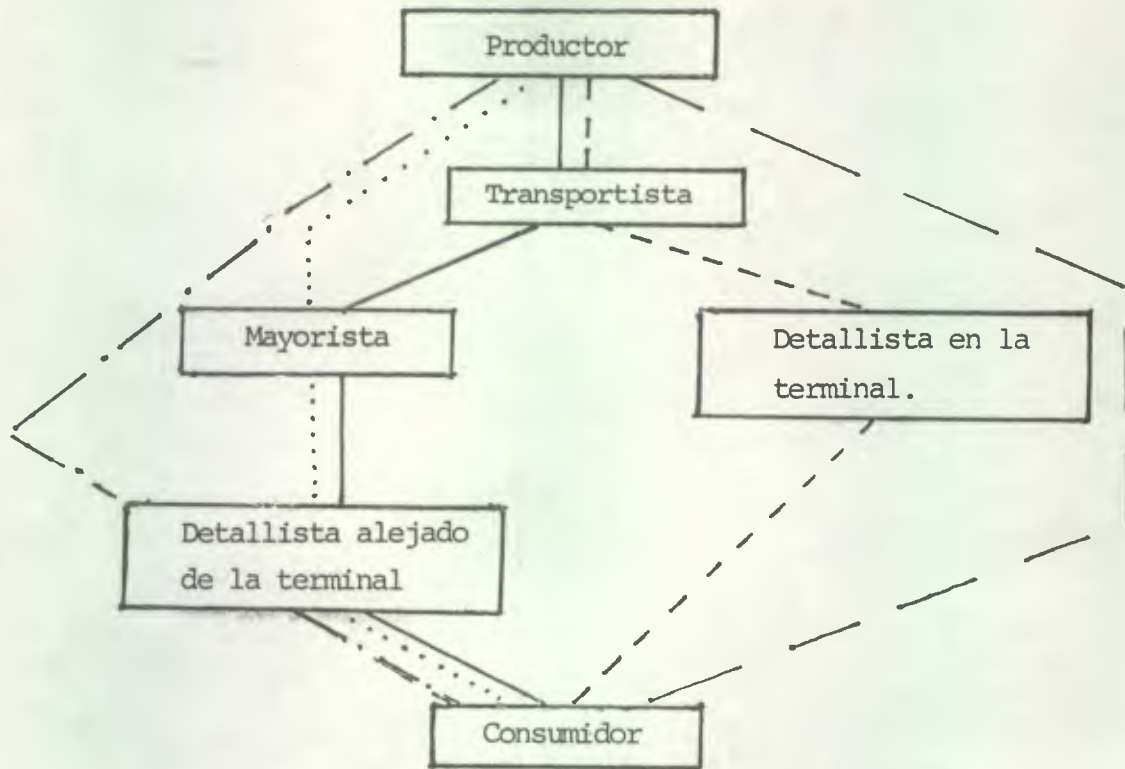 Productor
Transportista
Mayorista
Detallista en la
terminal.
Detallista alejado
de la terminal
Consumidor